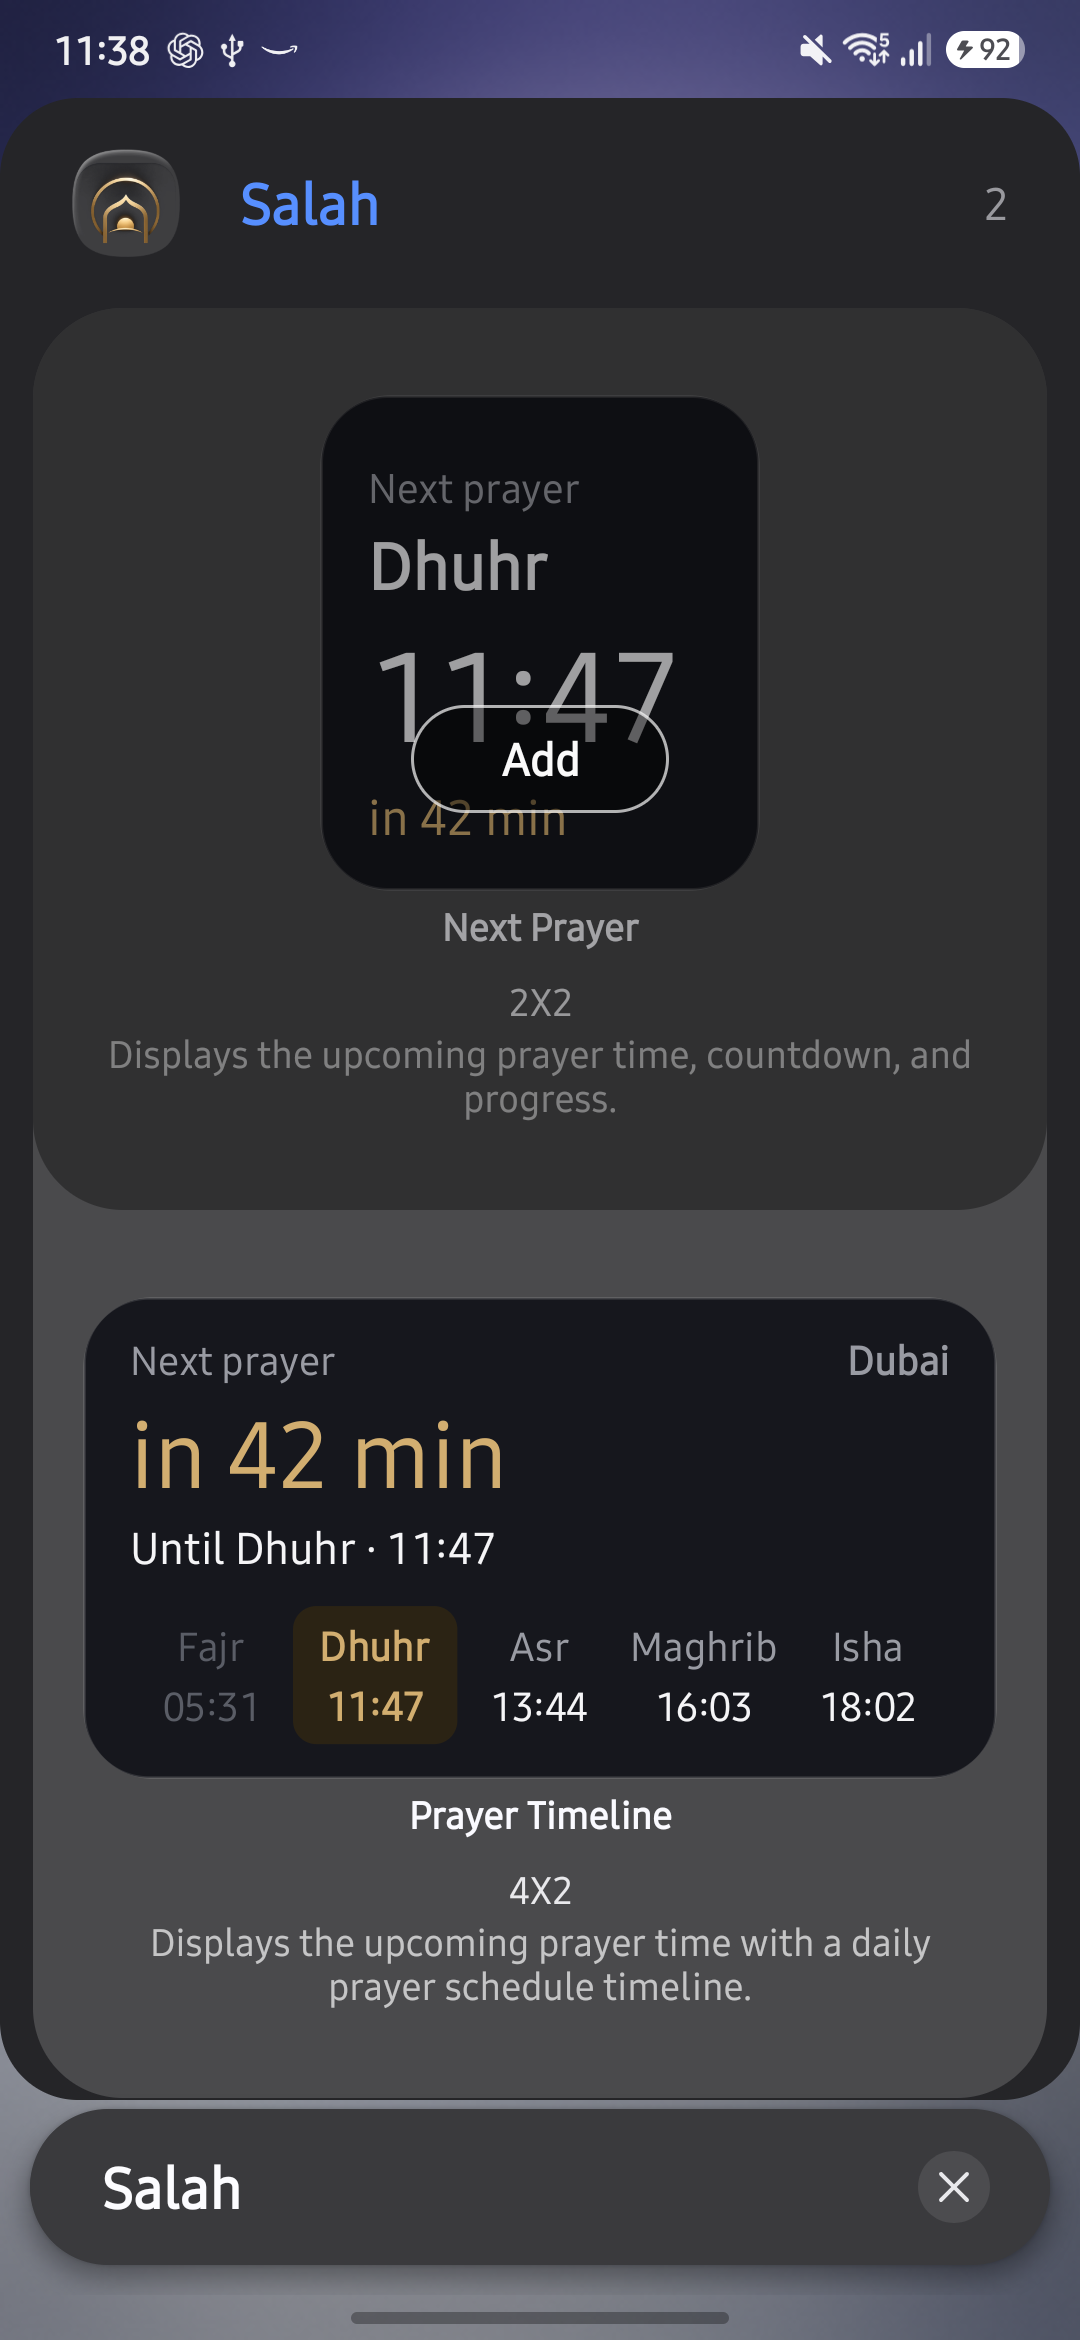 11:38
5
92
Salah
2
Next prayer
Dhuhr
11:47
Add
in 42 min
Next Prayer
2X2
Displays the upcoming prayer time, countdown, and
progress.
Next prayer
Dubai
in 42 min
Until Dhuhr · 11:47
Fajr Dhuhr Asr Maghrib Isha
05:31 11:47 13:44 16:03 18:02
Prayer Timeline
4X2
Displays the upcoming prayer time with a daily
prayer schedule timeline.
Salah